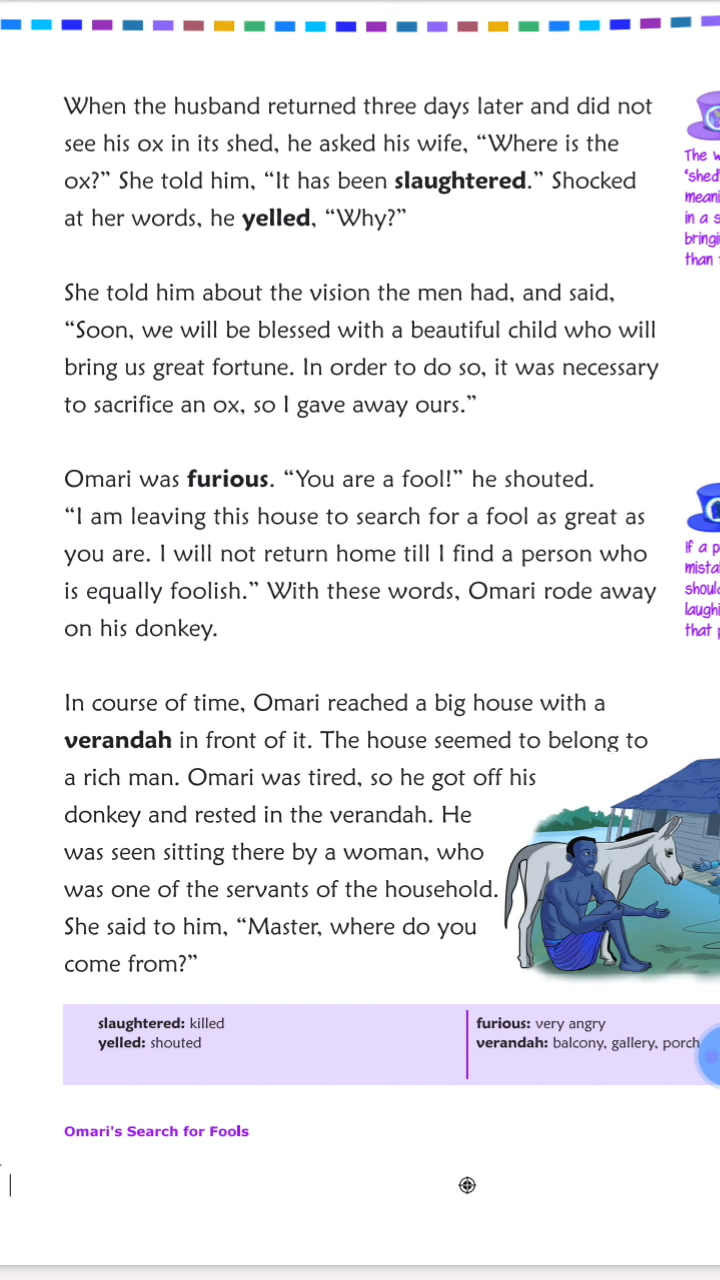 When the husband returned three days later and did not
see his ox in its shed, he asked his wife, “Where is the
ox?” She told him, “It has been slaughtered.” Shocked
at her words, he yelled, “Why?”
She told him about the vision the men had, and said,
“Soon, we will be blessed with a beautiful child who will
bring us great fortune. In order to do so, it was necessary
to sacrifice an ox, so I gave away ours.”
Omari was furious. “You are a fool!” he shouted.
“I am leaving this house to search for a fool as great as
you are. I will not return home till I find a person who
is equally foolish.” With these words, Omari rode away
on his donkey.
In course of time, Omari reached a big house with a
verandah in front of it. The house seemed to belong to
a rich man. Omari was tired, so he got off his
donkey and rested in the verandah. He
was seen sitting there by a woman, who
was one of the servants of the household.
She said to him, “Master, where do you
come from?”
The
‘shed’
in a
than
If a
that
slaughtered: killed
yelled: shouted
furious: very angry
verandah: balcony, gallery, porch
Omari's Search for Fools